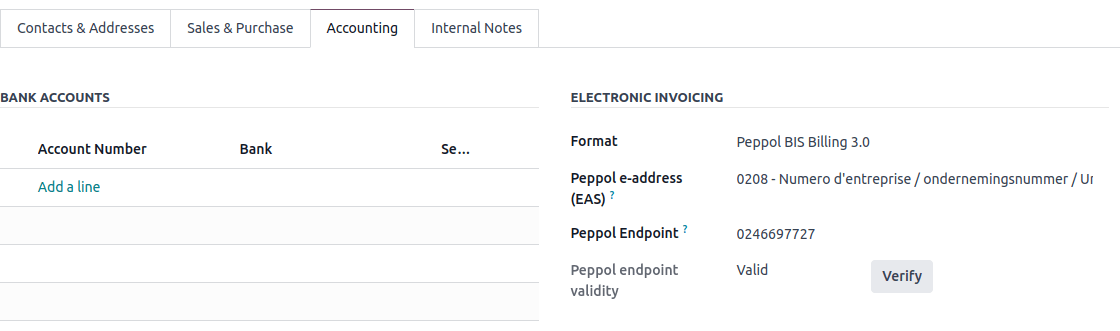 Contacts & Addresses
Sales & Purchase
Accounting
Internal Notes
BANK ACCOUNTS
Account Number
Bank
Se...
Add a line
ELECTRONIC INVOICING
Format
Peppol BIS Billing 3.0
Peppol e-address
(EAS) ?
0208 - Numero d'entreprise / ondernemingsnummer / Un
Peppol Endpoint ?
0246697727
Peppol endpoint
validity
Valid
Verify